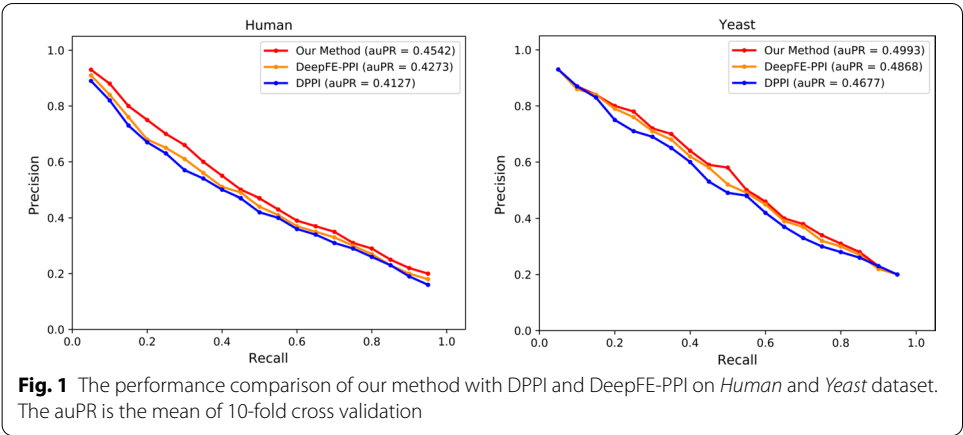 Human
Our Method (auPR = 0.4542)
DeepFE-PPI (auPR = 0.4273)
DPPI (auPR = 0.4127)
Precision
1.0
0.8
0.6
0.4
0.2
0.0
0.0 0.2 0.4 0.6 0.8 1.0
Recall
Yeast
Our Method (auPR = 0.4993)
DeepFE-PPI (auPR = 0.4868)
DPPI (auPR = 0.4677)
Precision
1.0
0.8
0.6
0.4
0.2
0.0
0.0 0.2 0.4 0.6 0.8 1.0
Recall
Fig. 1 The performance comparison of our method with DPPI and DeepFE-PPI on Human and Yeast dataset.
The auPR is the mean of 10-fold cross validation